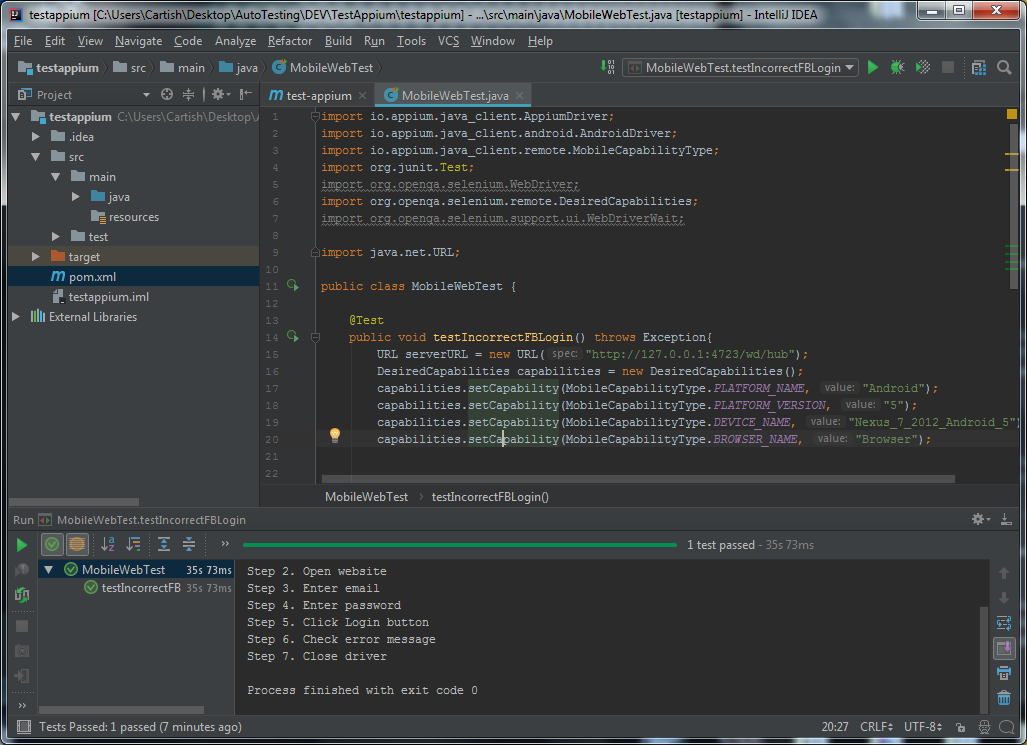 testappium [C:\Users\Cartish\Desktop\AutoTesting\DEV\TestAppium\testappium] - ...\src\main\java\MobileWebTest.java [testappium] - IntelliJ IDEA
File Edit View Navigate Code Analyze Refactor Build Run Tools VCS Window Help
testappium src main java MobileWebTest MobileWebTest.testIncorrectFBLogin
Project
test-appium MobileWebTest.java
testappium C:\Users\Cartish\Desktop\A
.idea
src
main
java
resources
test
target
pom.xml
testappium.iml
External Libraries
1 import io.appium.java_client.AppiumDriver;
2 import io.appium.java_client.android.AndroidDriver;
3 import io.appium.java_client.remote.MobileCapabilityType;
4 import org.junit.Test;
5 import org.openqa.selenium.WebDriver;
6 import org.openqa.selenium.remote.DesiredCapabilities;
7 import org.openqa.selenium.support.ui.WebDriverWait;
8
9 import java.net.URL;
10
11 public class MobileWebTest {
12
13 @Test
14 public void testIncorrectFBLogin() throws Exception{
15 URL serverURL = new URL( spec: "http://127.0.0.1:4723/wd/hub");
16 DesiredCapabilities capabilities = new DesiredCapabilities();
17 capabilities.setCapability(MobileCapabilityType.PLATFORM_NAME, value: "Android");
18 capabilities.setCapability(MobileCapabilityType.PLATFORM_VERSION, value: "5");
19 capabilities.setCapability(MobileCapabilityType.DEVICE_NAME, value: "Nexus_7_2012_Android_5")
20 capabilities.setCapability(MobileCapabilityType.BROWSER_NAME, value: "Browser");
21
22
MobileWebTest testIncorrectFBLogin()
Run MobileWebTest.testIncorrectFBLogin
1 test passed - 35s 73ms
MobileWebTest 35s 73ms
testIncorrectFB 35s 73ms
Step 2. Open website
Step 3. Enter email
Step 4. Enter password
Step 5. Click Login button
Step 6. Check error message
Step 7. Close driver
Process finished with exit code 0
Tests Passed: 1 passed (7 minutes ago) 20:27 CRLF UTF-8